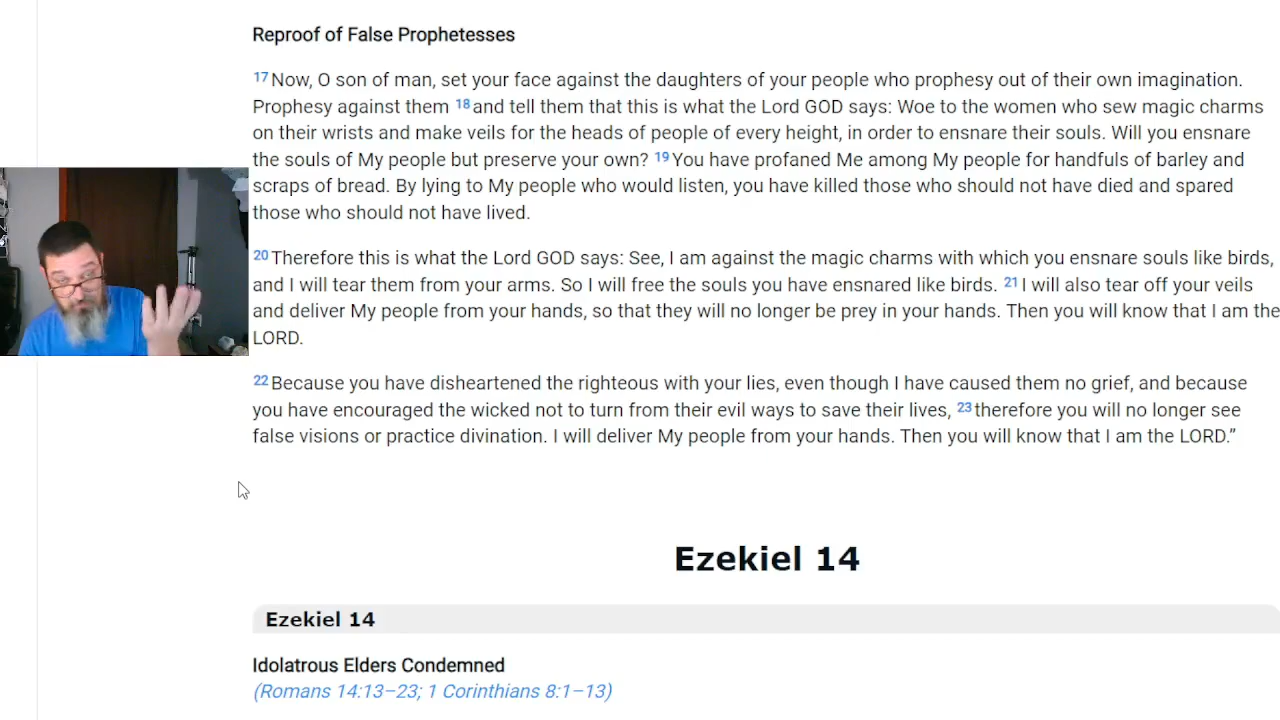 Reproof of False Prophetesses
17 Now, O son of man, set your face against the daughters of your people who prophesy out of their own imagination.
Prophesy against them 18 and tell them that this is what the Lord GOD says: Woe to the women who sew magic charms
on their wrists and make veils for the heads of people of every height, in order to ensnare their souls. Will you ensnare
the souls of My people but preserve your own? 19 You have profaned Me among My people for handfuls of barley and
scraps of bread. By lying to My people who would listen, you have killed those who should not have died and spared
those who should not have lived.
20 Therefore this is what the Lord GOD says: See, I am against the magic charms with which you ensnare souls like birds,
and I will tear them from your arms. So I will free the souls you have ensnared like birds. 21 I will also tear off your veils
and deliver My people from your hands, so that they will no longer be prey in your hands. Then you will know that I am the
LORD.
22 Because you have disheartened the righteous with your lies, even though I have caused them no grief, and because
you have encouraged the wicked not to turn from their evil ways to save their lives, 23 therefore you will no longer see
false visions or practice divination. I will deliver My people from your hands. Then you will know that I am the LORD.”
Ezekiel 14
Ezekiel 14
Idolatrous Elders Condemned
(Romans 14:13–23; 1 Corinthians 8:1–13)